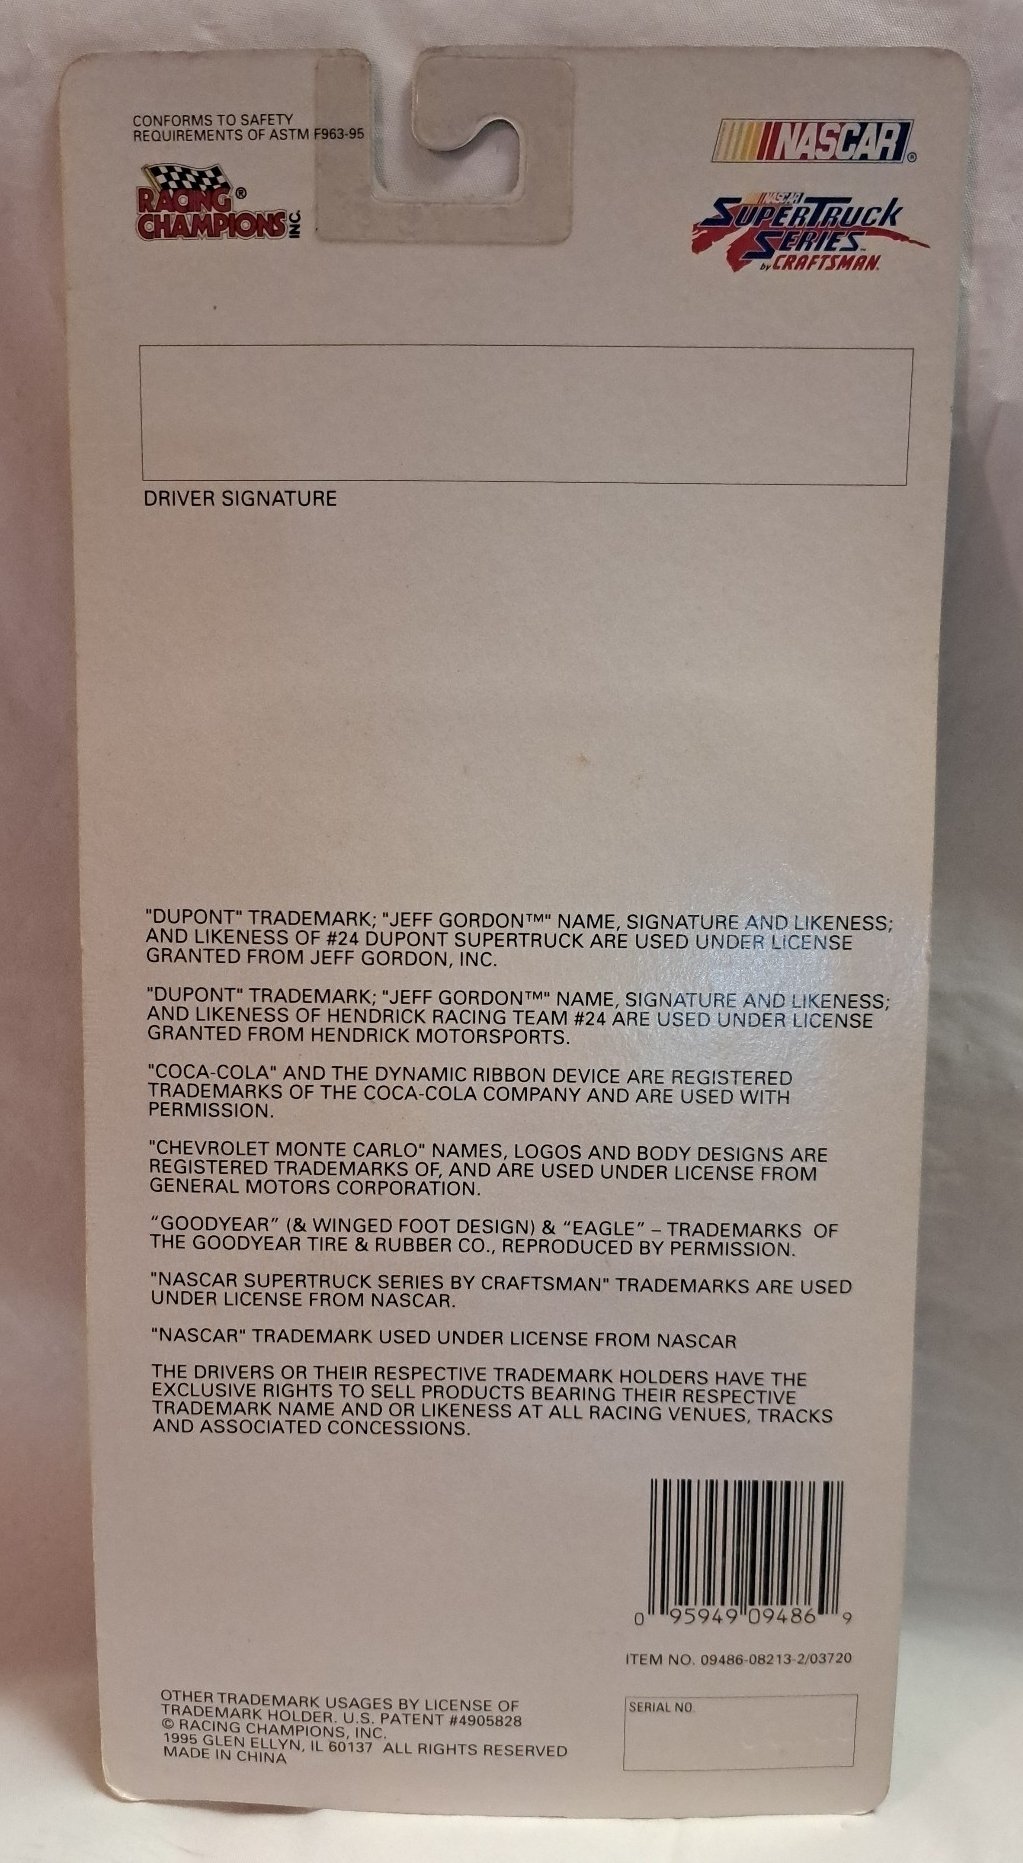 CONFORMS TO SAFETY
REQUIREMENTS OF ASTM F963-95
RACING ®
CHAMPIONS INC.
NASCAR®
NASCAR
SUPERTRUCK
SERIES™
by CRAFTSMAN®
DRIVER SIGNATURE
"DUPONT" TRADEMARK; "JEFF GORDON™" NAME, SIGNATURE AND LIKENESS;
AND LIKENESS OF #24 DUPONT SUPERTRUCK ARE USED UNDER LICENSE
GRANTED FROM JEFF GORDON, INC.
"DUPONT" TRADEMARK; "JEFF GORDON™" NAME, SIGNATURE AND LIKENESS;
AND LIKENESS OF HENDRICK RACING TEAM #24 ARE USED UNDER LICENSE
GRANTED FROM HENDRICK MOTORSPORTS.
"COCA-COLA" AND THE DYNAMIC RIBBON DEVICE ARE REGISTERED
TRADEMARKS OF THE COCA-COLA COMPANY AND ARE USED WITH
PERMISSION.
"CHEVROLET MONTE CARLO" NAMES, LOGOS AND BODY DESIGNS ARE
REGISTERED TRADEMARKS OF, AND ARE USED UNDER LICENSE FROM
GENERAL MOTORS CORPORATION.
“GOODYEAR” (& WINGED FOOT DESIGN) & “EAGLE” – TRADEMARKS OF
THE GOODYEAR TIRE & RUBBER CO., REPRODUCED BY PERMISSION.
"NASCAR SUPERTRUCK SERIES BY CRAFTSMAN" TRADEMARKS ARE USED
UNDER LICENSE FROM NASCAR.
"NASCAR" TRADEMARK USED UNDER LICENSE FROM NASCAR
THE DRIVERS OR THEIR RESPECTIVE TRADEMARK HOLDERS HAVE THE
EXCLUSIVE RIGHTS TO SELL PRODUCTS BEARING THEIR RESPECTIVE
TRADEMARK NAME AND OR LIKENESS AT ALL RACING VENUES, TRACKS
AND ASSOCIATED CONCESSIONS.
0 95949 09486 9
ITEM NO. 09486-08213-2/03720
SERIAL NO.
OTHER TRADEMARK USAGES BY LICENSE OF
TRADEMARK HOLDER. U.S. PATENT #4905828
© RACING CHAMPIONS, INC.
1995 GLEN ELLYN, IL 60137 ALL RIGHTS RESERVED
MADE IN CHINA